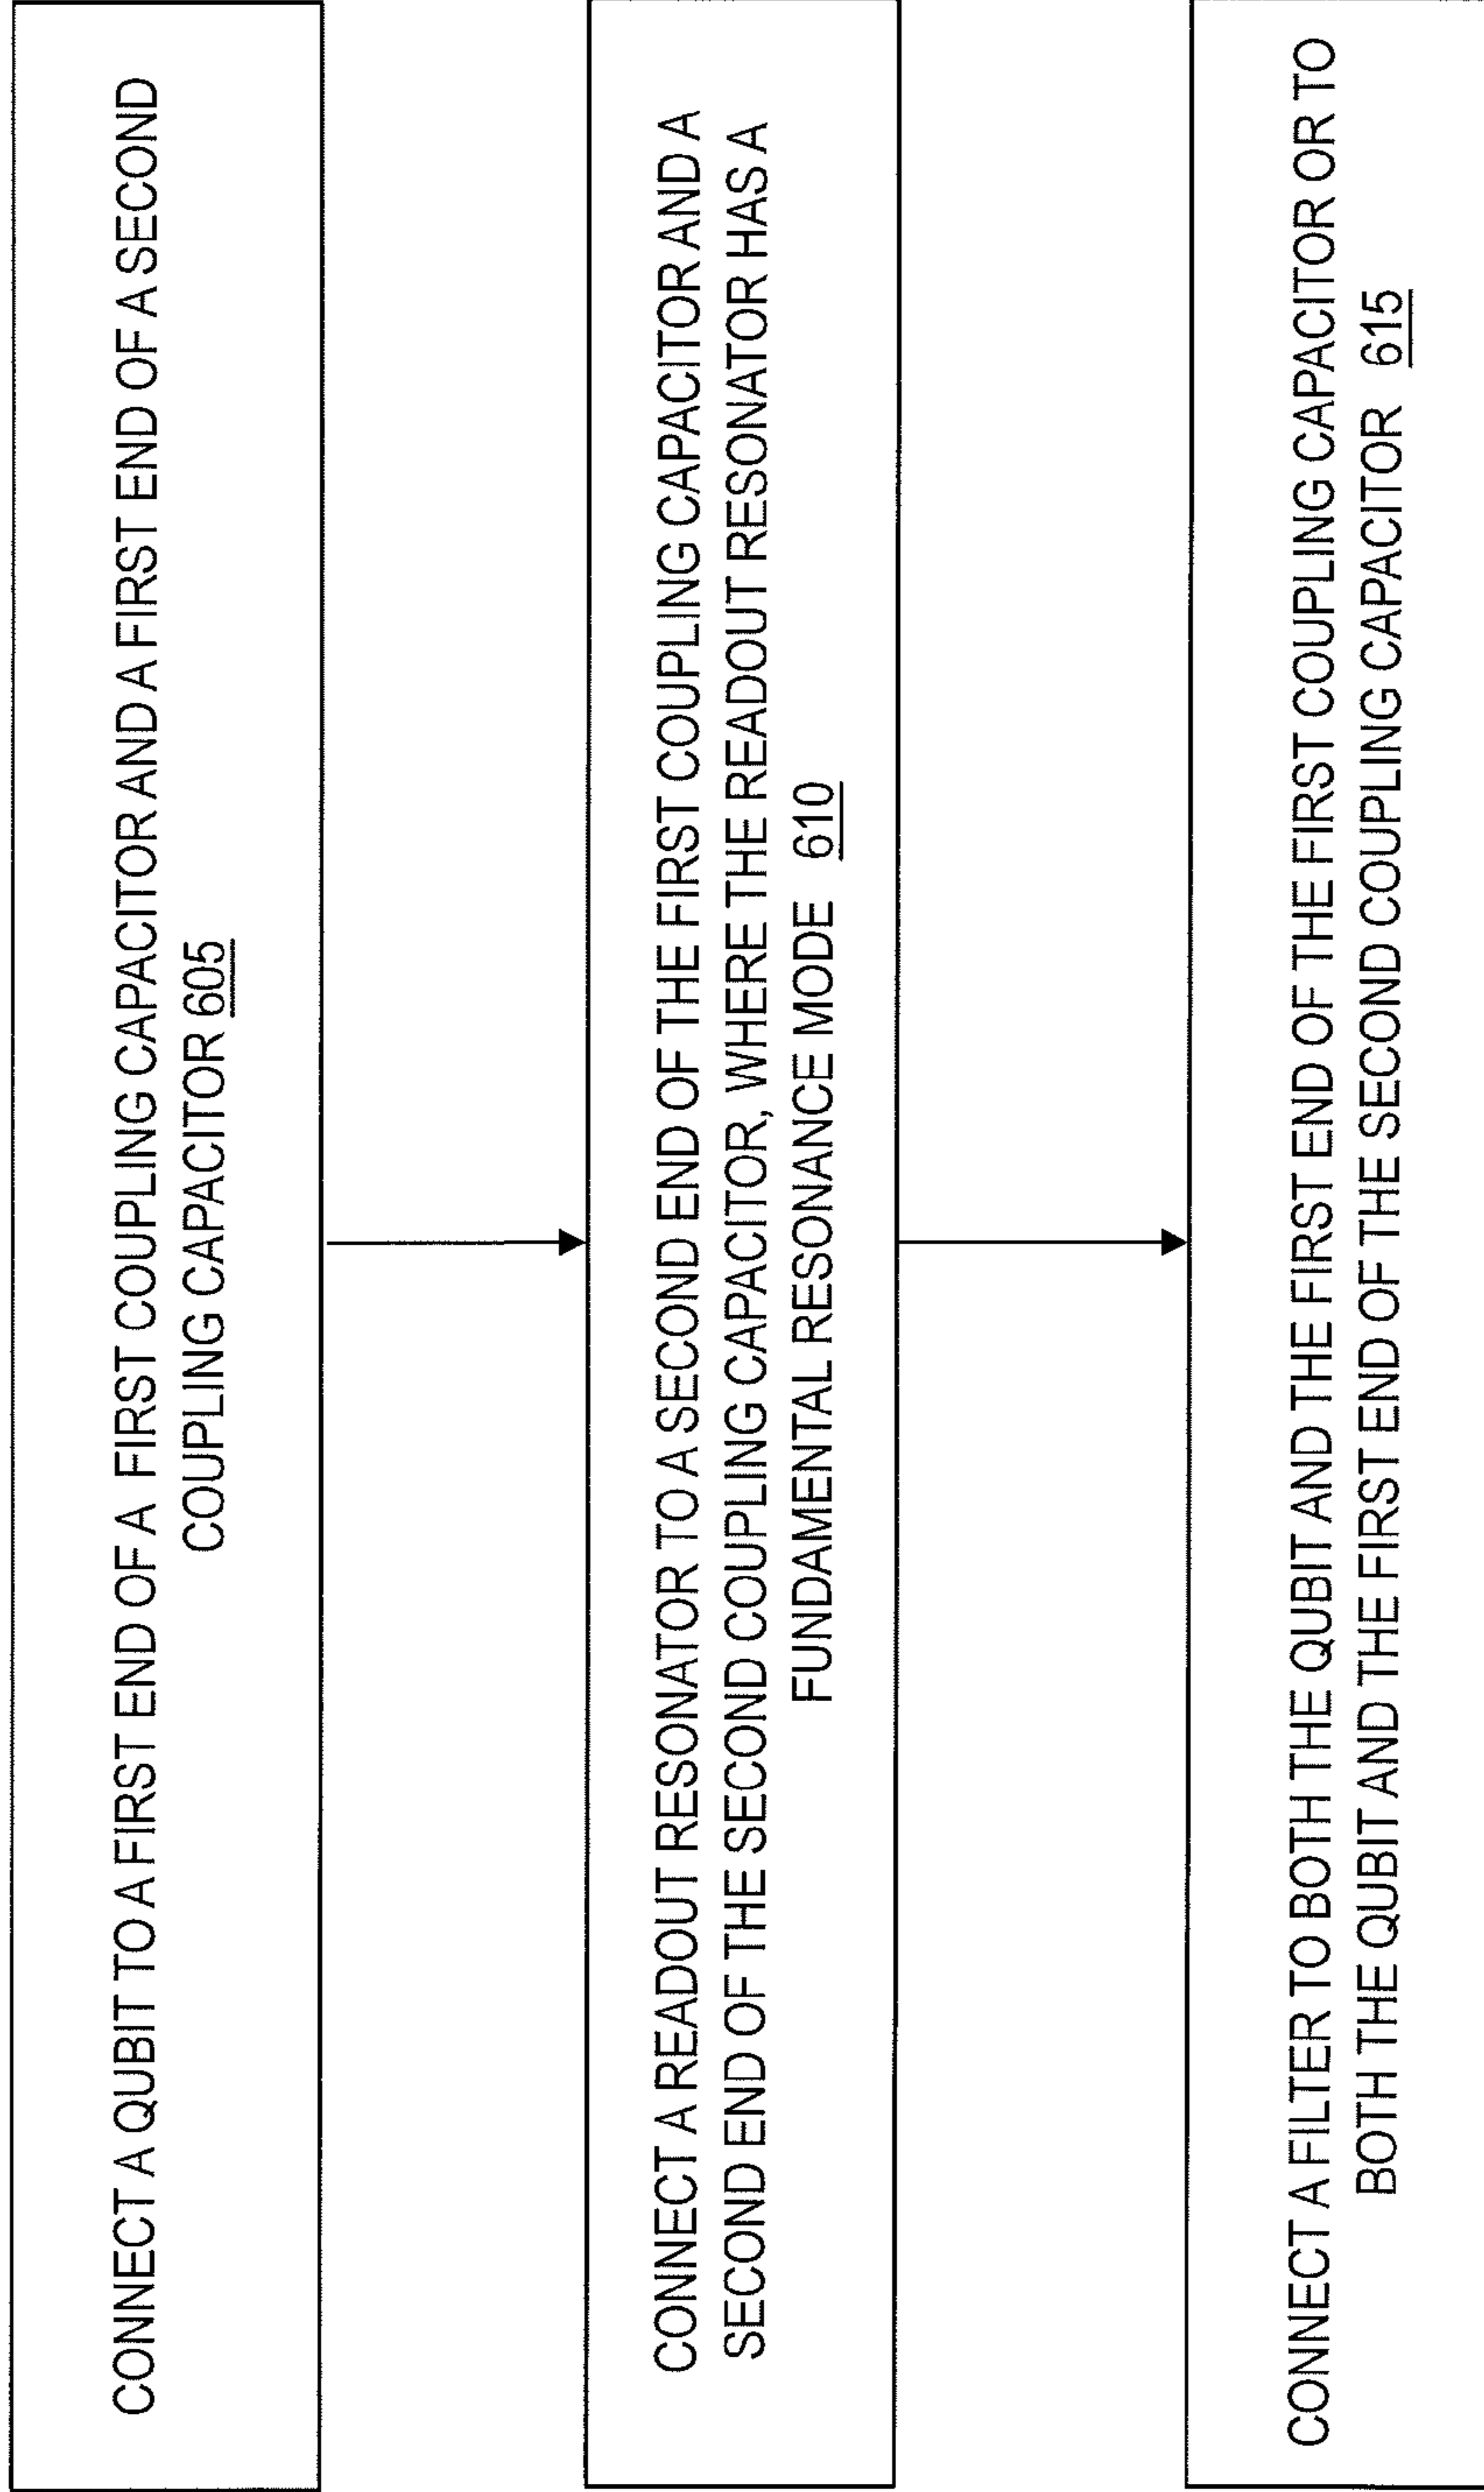 CONNECT A QUBIT TO A FIRST END OF A FIRST COUPLING CAPACITOR AND A FIRST END OF A SECOND
COUPLING CAPACITOR 605
CONNECT A READOUT RESONATOR TO A SECOND END OF THE FIRST COUPLING CAPACITOR AND A
SECOND END OF THE SECOND COUPLING CAPACITOR, WHERE THE READOUT RESONATOR HAS A
FUNDAMENTAL RESONANCE MODE 610
CONNECT A FILTER TO BOTH THE QUBIT AND THE FIRST END OF THE FIRST COUPLING CAPACITOR OR TO
BOTH THE QUBIT AND THE FIRST END OF THE SECOND COUPLING CAPACITOR 615